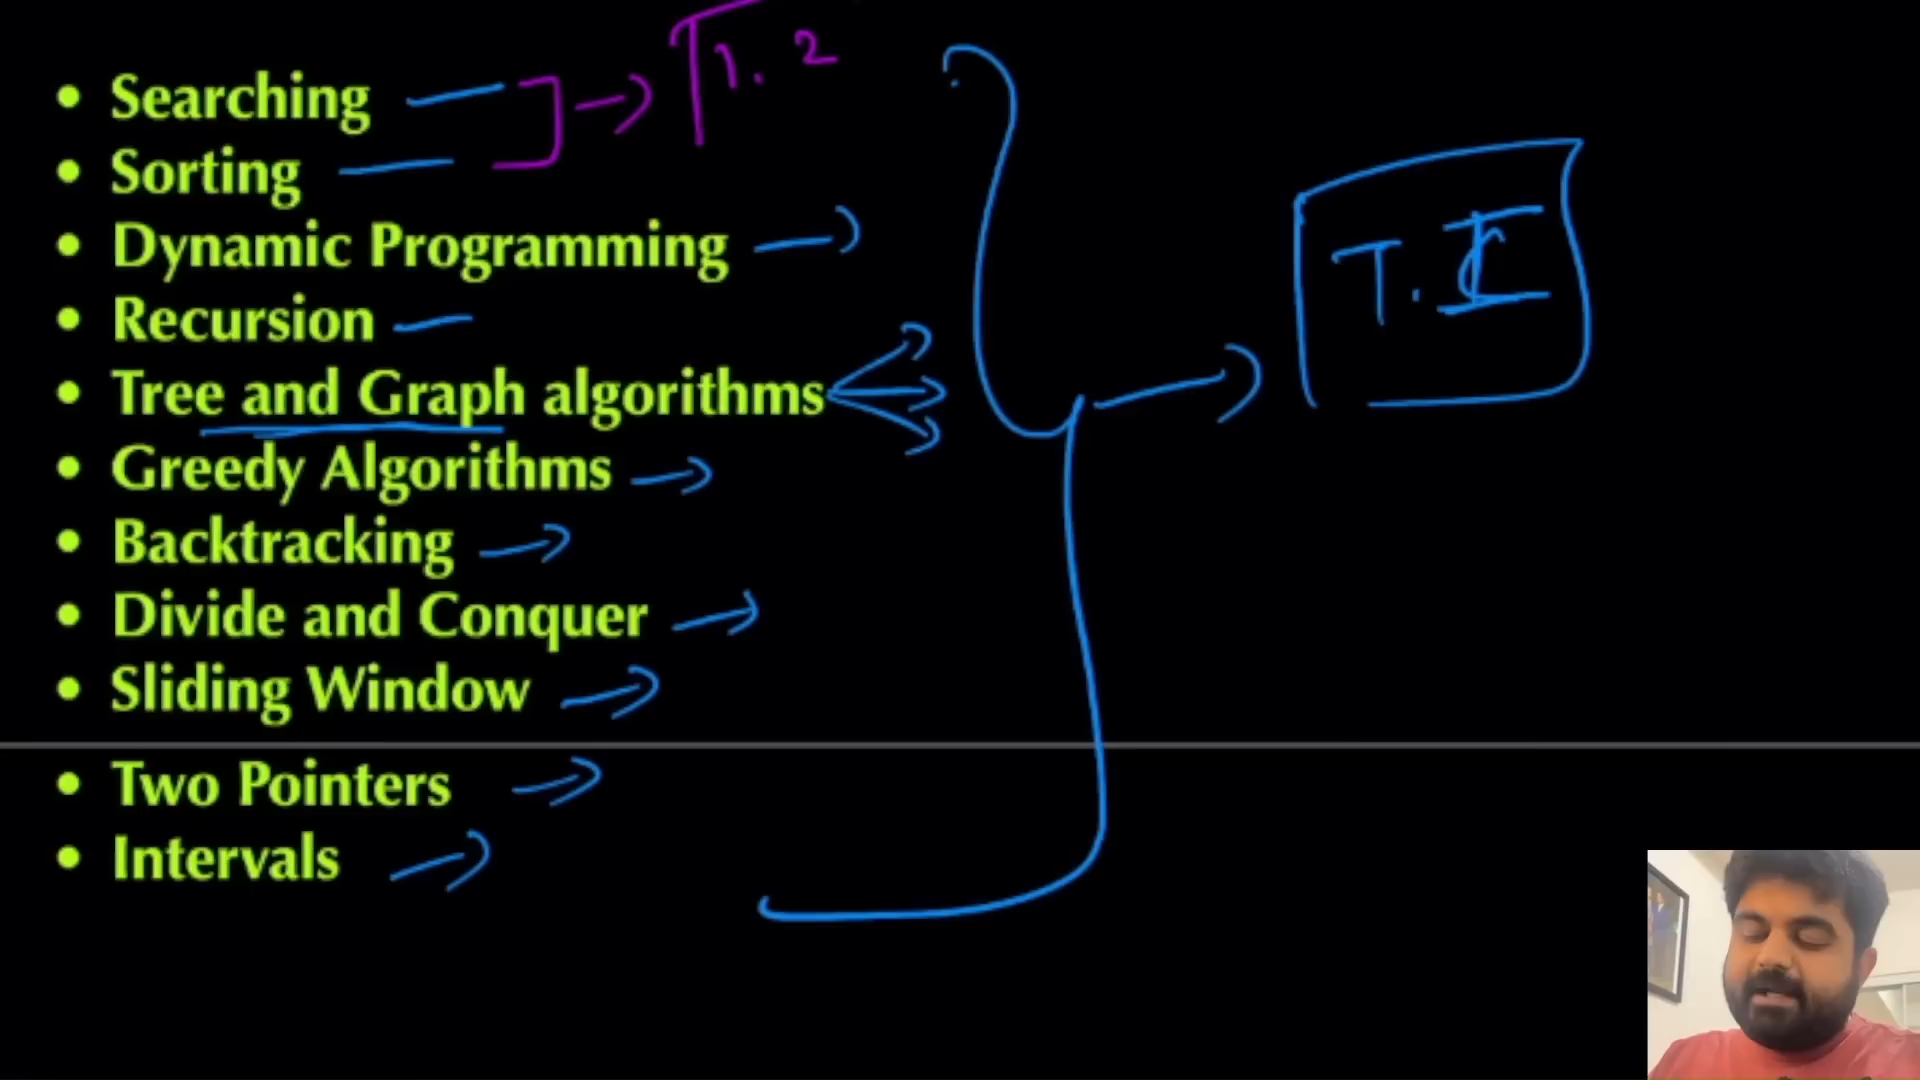 • Searching
1. 2
• Sorting
• Dynamic Programming
T. I
• Recursion
• Tree and Graph algorithms
• Greedy Algorithms
• Backtracking
• Divide and Conquer
• Sliding Window
• Two Pointers
• Intervals